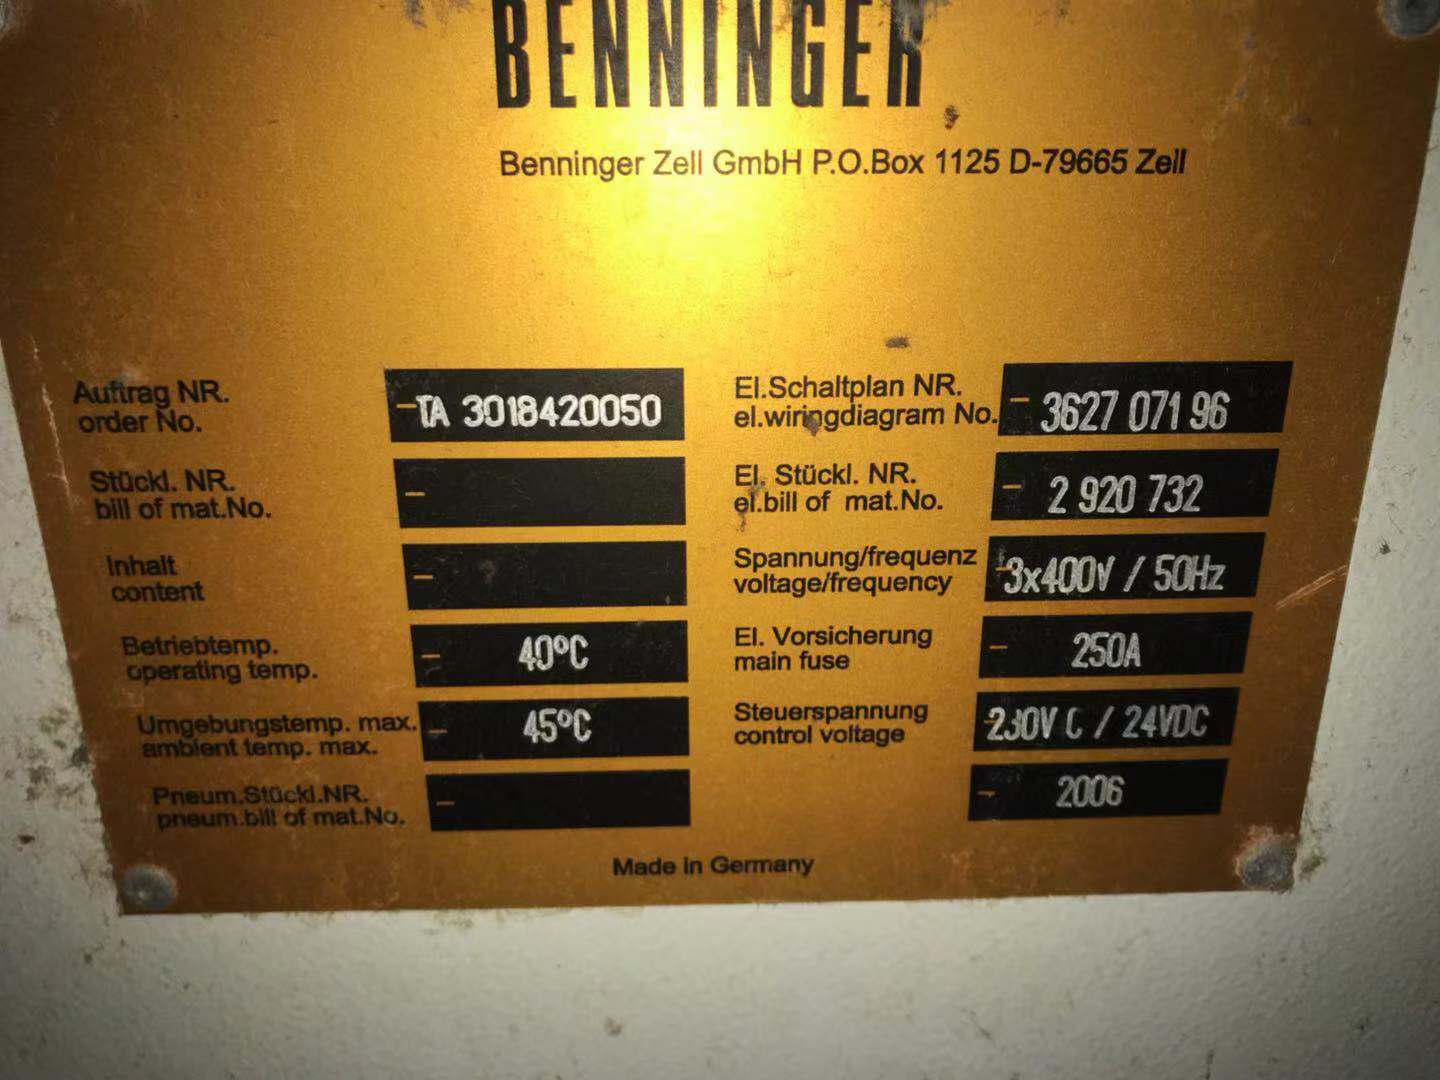 BENNINGER
Benninger Zell GmbH P.O.Box 1125 D-79665 Zell
Auftrag NR.
order No.
TA 3018420050
El.Schaltplan NR.
el.wiringdiagram No.
3627 071 96
Stückl. NR.
bill of mat.No.
El. Stückl. NR.
el.bill of mat.No.
2 920 732
Inhalt
content
Spannung/frequenz
voltage/frequency
3x400V / 50Hz
Betriebtemp.
operating temp.
40°C
El. Vorsicherung
main fuse
250A
Umgebungstemp. max.
ambient temp. max.
45°C
Steuerspannung
control voltage
230V C / 24VDC
Pneum.Stückl.NR.
pneum.bill of mat.No.
2006
Made in Germany